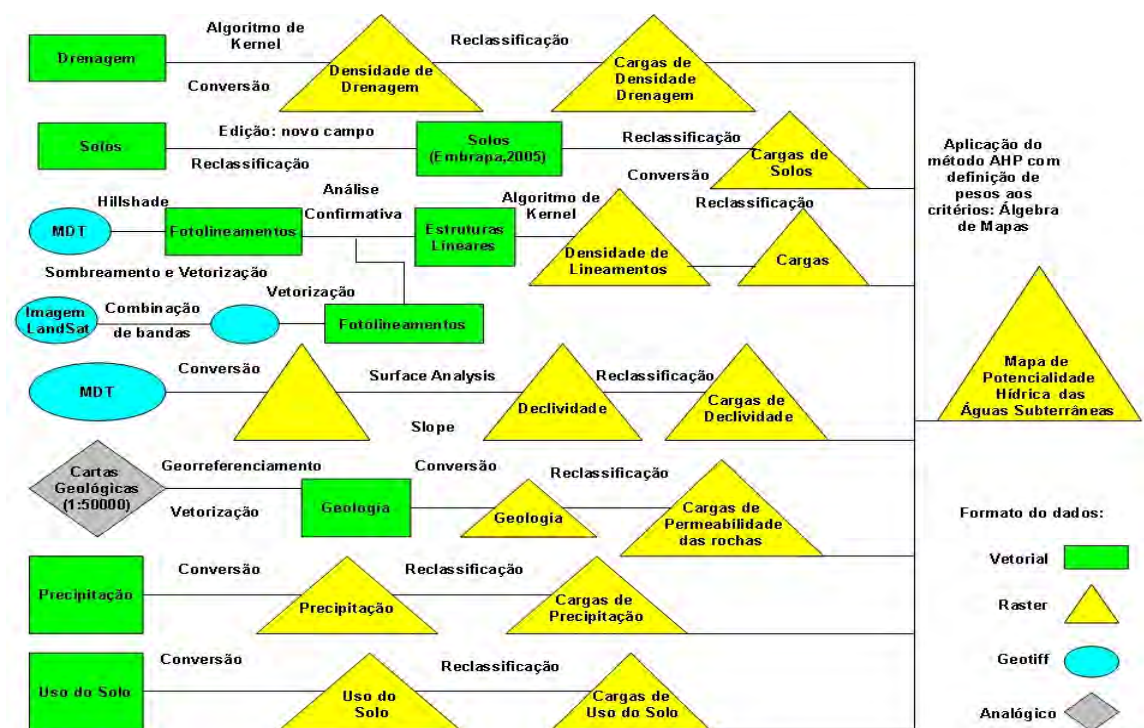 Drenagem
Algoritmo de
Kernel
Conversão
Densidade de
Drenagem
Reclassificação
Cargas de
Densidade
Drenagem
Solos
Edição: novo campo
Reclassificação
Solos
(Embrapa,2005)
Reclassificação
Conversão
Cargas de
Solos
Aplicação do
método AHP com
definição de
pesos aos
critérios: Álgebra
de Mapas
MDT
Hillshade
Fotolineamentos
Análise
Confirmativa
Estruturas
Líneares
Algoritmo de
Kernel
Densidade de
Lineamentos
Reclassificação
Cargas
Sombreamento e Vetorização
Imagem
LandSat
Combinação
de bandas
Vetorização
Fotólineamentos
MDT
Conversão
Surface Analysis
Slope
Declividade
Reclassificação
Cargas de
Declividade
Mapa de
Potencialidade
Hídrica das
Águas Subterrâneas
Cartas
Geológicas
(1:50000)
Georreferenciamento
Vetorização
Geologia
Conversão
Geologia
Reclassificação
Cargas de
Permeabilidade
das rochas
Precipitação
Conversão
Precipitação
Reclassificação
Cargas de
Precipitação
Uso do Solo
Conversão
Uso do
Solo
Reclassificação
Cargas de
Uso do Solo
Formato do dados:
Vetorial
Raster
Geotiff
Analógico